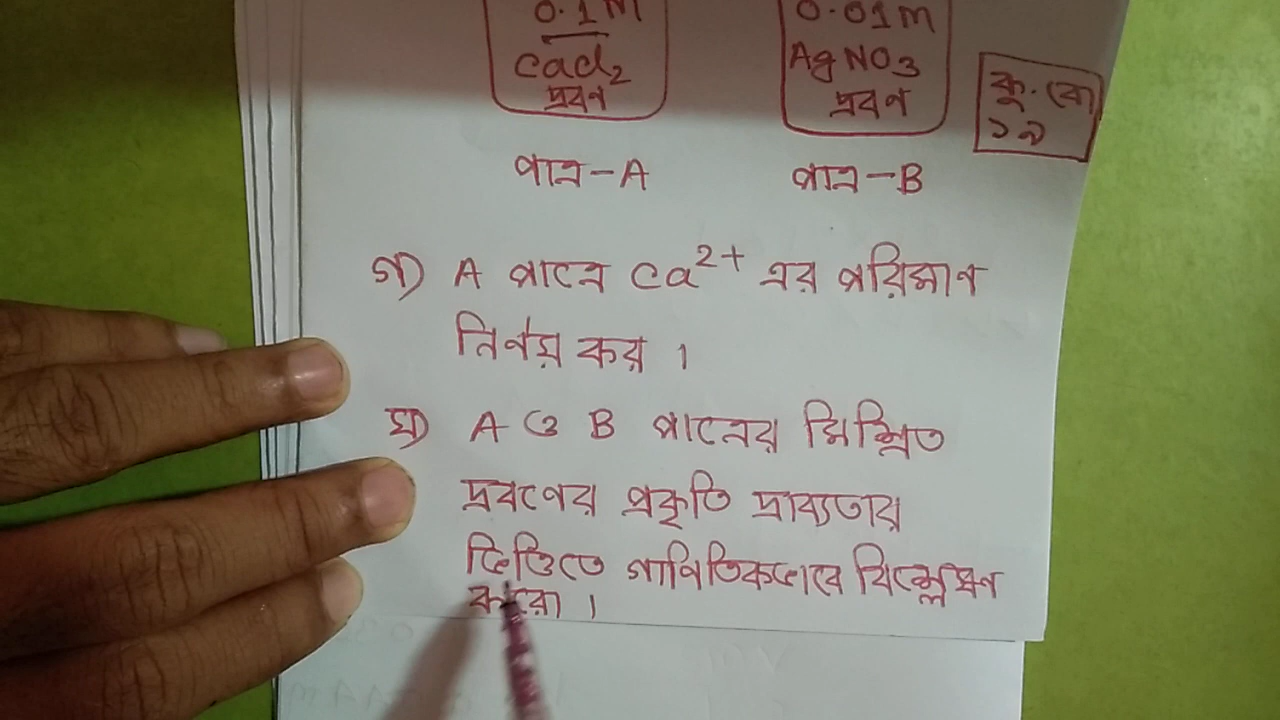 0.1M
CaCl₂
দ্রবণ
0.01M
AgNO₃
দ্রবণ
কু. বো
১৯
পাত্র-A
পাত্র-B
গ) A পাত্রে Ca²⁺ এর পরিমাণ
নির্ণয় কর ।
ঘ) A ও B পাত্রের মিশ্রিত
দ্রবণের প্রকৃতি দ্রাব্যতার
ভিত্তিতে গাণিতিকভাবে বিশ্লেষণ
করো ।